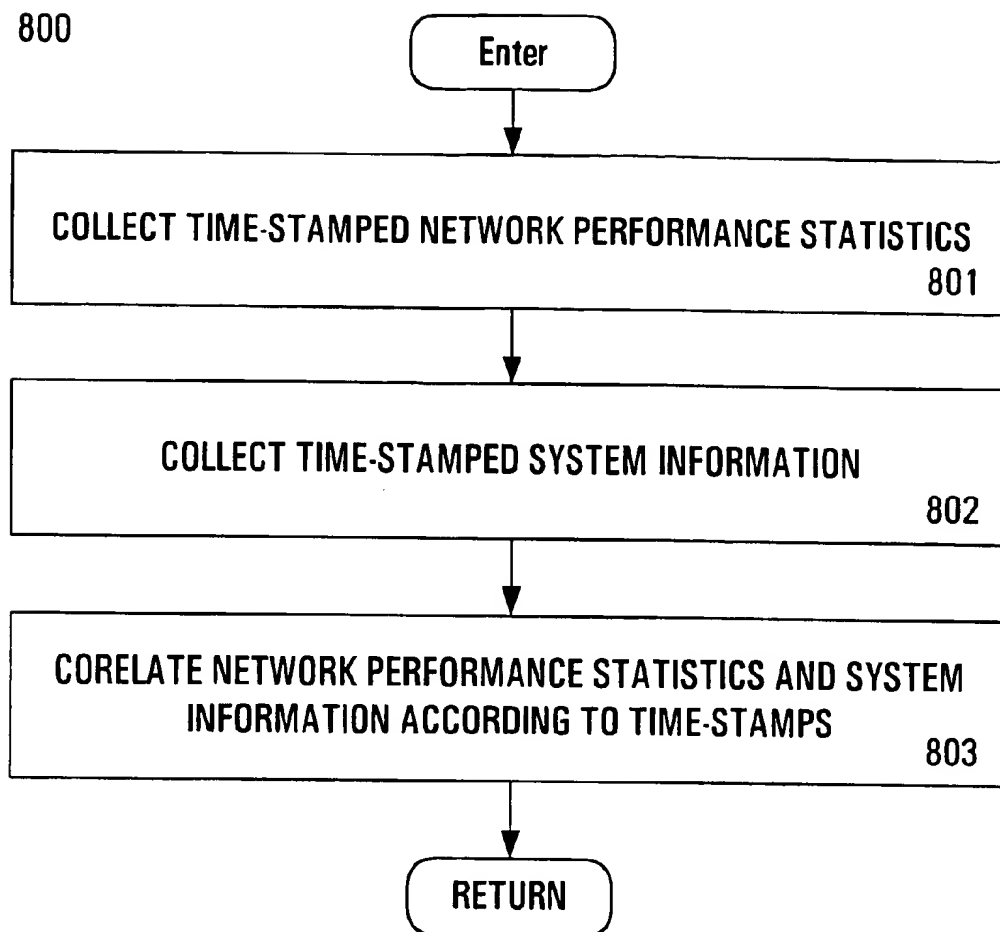 800
Enter
COLLECT TIME-STAMPED NETWORK PERFORMANCE STATISTICS
801
COLLECT TIME-STAMPED SYSTEM INFORMATION
802
CORELATE NETWORK PERFORMANCE STATISTICS AND SYSTEM
INFORMATION ACCORDING TO TIME-STAMPS
803
RETURN